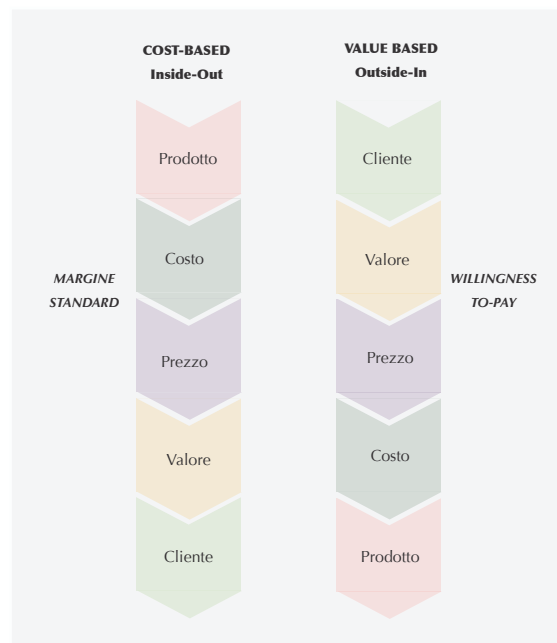 COST-BASED
Inside-Out
Prodotto
Costo
MARGINE
STANDARD
Prezzo
Valore
Cliente
VALUE BASED
Outside-In
Cliente
Valore
WILLINGNESS
TO-PAY
Prezzo
Costo
Prodotto